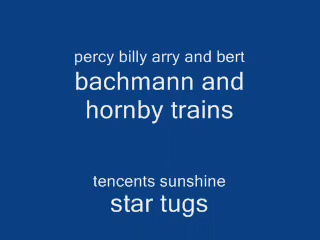 percy billy arry and bert
bachmann and
hornby trains
tencents sunshine
star tugs